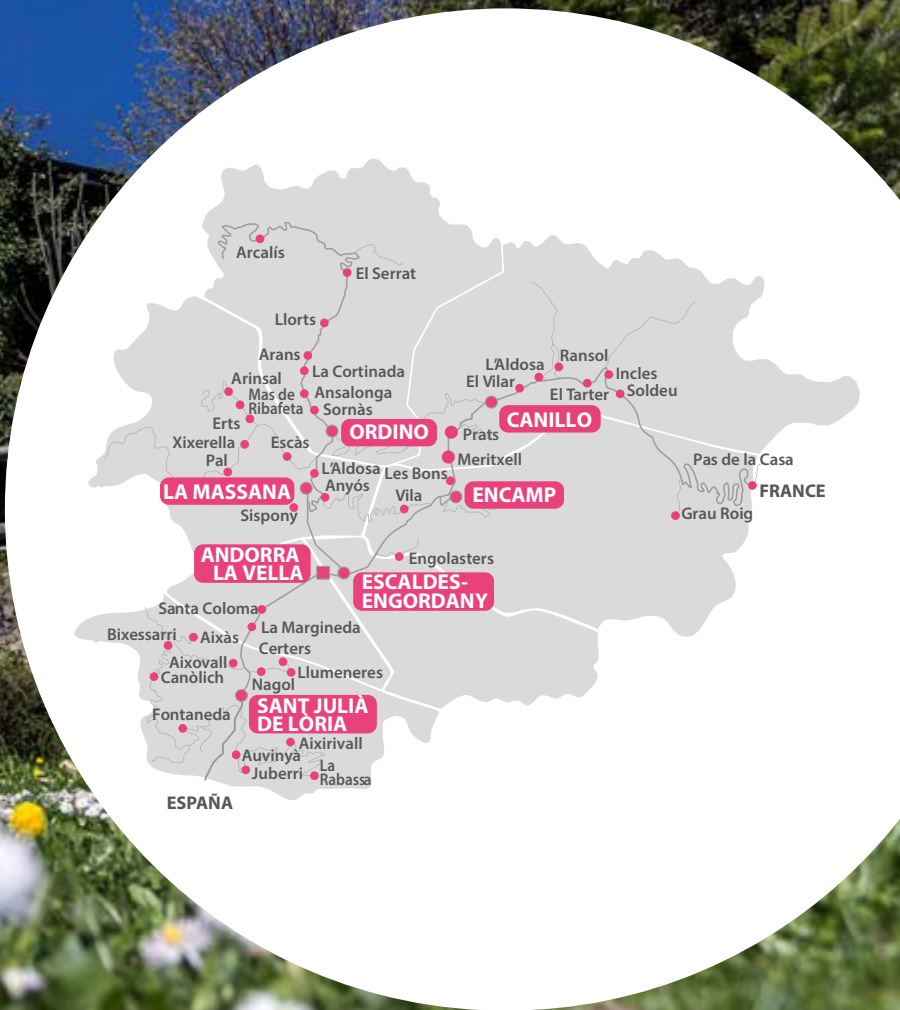 Arcalís
El Serrat
Llorts
Arans
La Cortinada
Arinsal
Mas de
Ribafeta
Ansalonga
Sornàs
Erts
ORDINO
Xixerella
Escàs
Pal
L'Aldosa
Anyós
LA MASSANA
Sispony
L'Aldosa
Ransol
El Vilar
Incles
El Tarter
Soldeu
CANILLO
Prats
Meritxell
Les Bons
Vila
ENCAMP
Pas de la Casa
FRANCE
Grau Roig
ANDORRA
LA VELLA
Engolasters
ESCALDES-
ENGORDANY
Santa Coloma
La Margineda
Bixessarri
Aixàs
Certers
Aixovall
Canòlich
Llumeneres
Nagol
SANT JULIÀ
DE LÒRIA
Fontaneda
Aixirivall
Auvinyà
Juberri
La
Rabassa
ESPAÑA